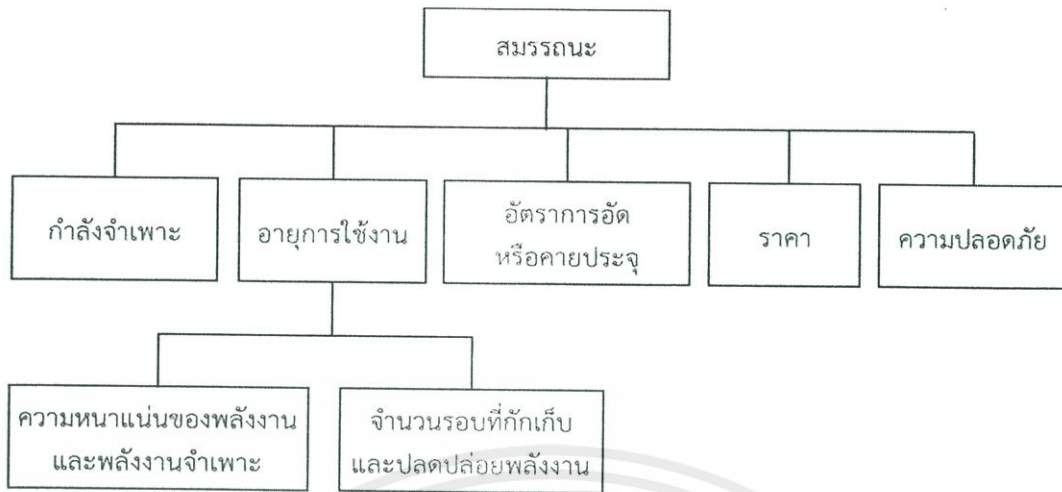 สมรรถนะ
กำลังจำเพาะ
อายุการใช้งาน
อัตราการอัด
หรือคายประจุ
ราคา
ความปลอดภัย
ความหนาแน่นของพลังงาน
และพลังงานจำเพาะ
จำนวนรอบที่กักเก็บ
และปลดปล่อยพลังงาน